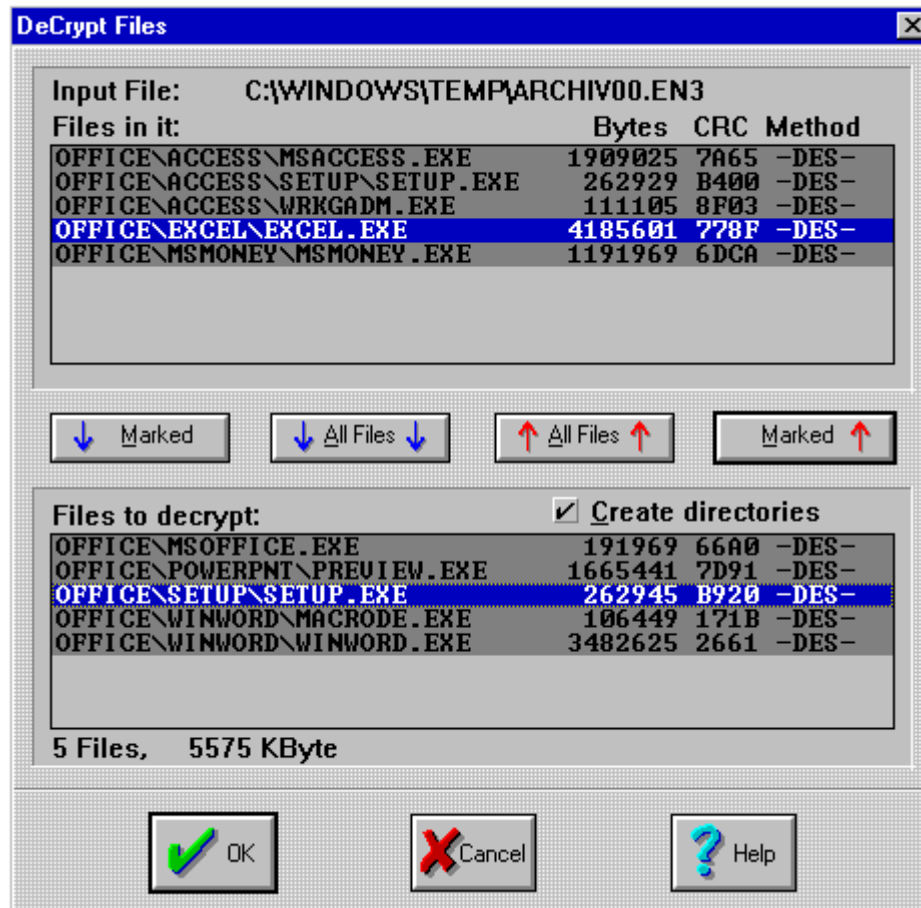 DeCrypt Files
Input File: C:\WINDOWS\TEMP\ARCHIV00.EN3
Files in it: Bytes CRC Method
OFFICE\ACCESS\MSACCESS.EXE 1909025 7A65 -DES-
OFFICE\ACCESS\SETUP\SETUP.EXE 262929 B400 -DES-
OFFICE\ACCESS\WRKGADM.EXE 111105 8F03 -DES-
OFFICE\EXCEL\EXCEL.EXE 4185601 778F -DES-
OFFICE\MSMONEY\MSMONEY.EXE 1191969 6DCA -DES-
Marked All Files All Files Marked
Files to decrypt: Create directories
OFFICE\MSOFFICE.EXE 191969 66A0 -DES-
OFFICE\POWERPNT\PREVIEW.EXE 1665441 7D91 -DES-
OFFICE\SETUP\SETUP.EXE 262945 B920 -DES-
OFFICE\WINWORD\MACRODE.EXE 106449 171B -DES-
OFFICE\WINWORD\WINWORD.EXE 3482625 2661 -DES-
5 Files, 5575 KByte
OK Cancel Help